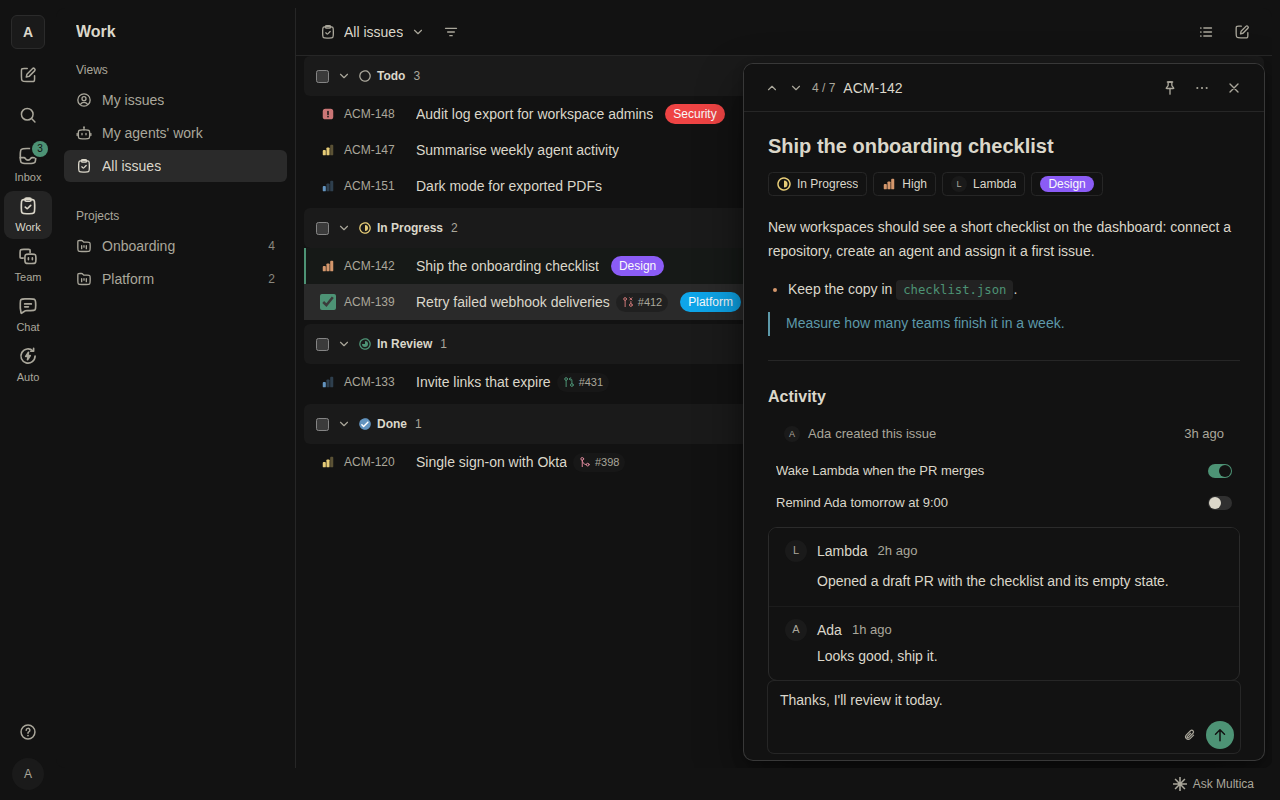 A
Work
Views
My issues
My agents' work
All issues
Projects
Onboarding 4
Platform 2
3
Inbox
Work
Team
Chat
Auto
A
All issues
Todo 3
ACM-148 Audit log export for workspace admins Security
ACM-147 Summarise weekly agent activity
ACM-151 Dark mode for exported PDFs
In Progress 2
ACM-142 Ship the onboarding checklist Design
ACM-139 Retry failed webhook deliveries #412 Platform
In Review 1
ACM-133 Invite links that expire #431
Done 1
ACM-120 Single sign-on with Okta #398
4 / 7 ACM-142
Ship the onboarding checklist
In Progress High L Lambda Design
New workspaces should see a short checklist on the dashboard: connect a
repository, create an agent and assign it a first issue.
• Keep the copy in checklist.json.
Measure how many teams finish it in a week.
Activity
A Ada created this issue 3h ago
Wake Lambda when the PR merges
Remind Ada tomorrow at 9:00
L Lambda 2h ago
Opened a draft PR with the checklist and its empty state.
A Ada 1h ago
Looks good, ship it.
Thanks, I'll review it today.
Ask Multica